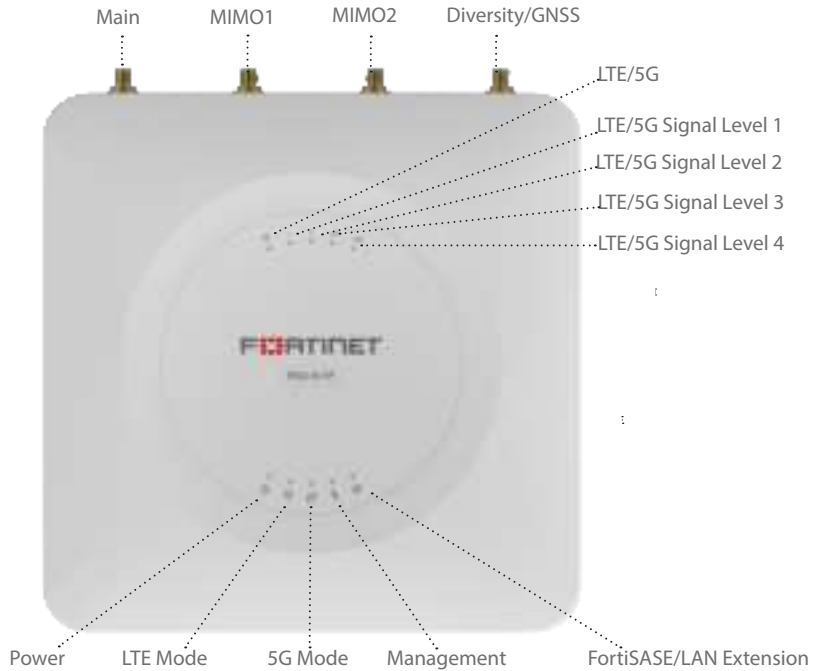 Main MIMO1 MIMO2 Diversity/GNSS
LTE/5G
LTE/5G Signal Level 1
LTE/5G Signal Level 2
LTE/5G Signal Level 3
LTE/5G Signal Level 4
FORTINET
Power LTE Mode 5G Mode Management FortiSASE/LAN Extension